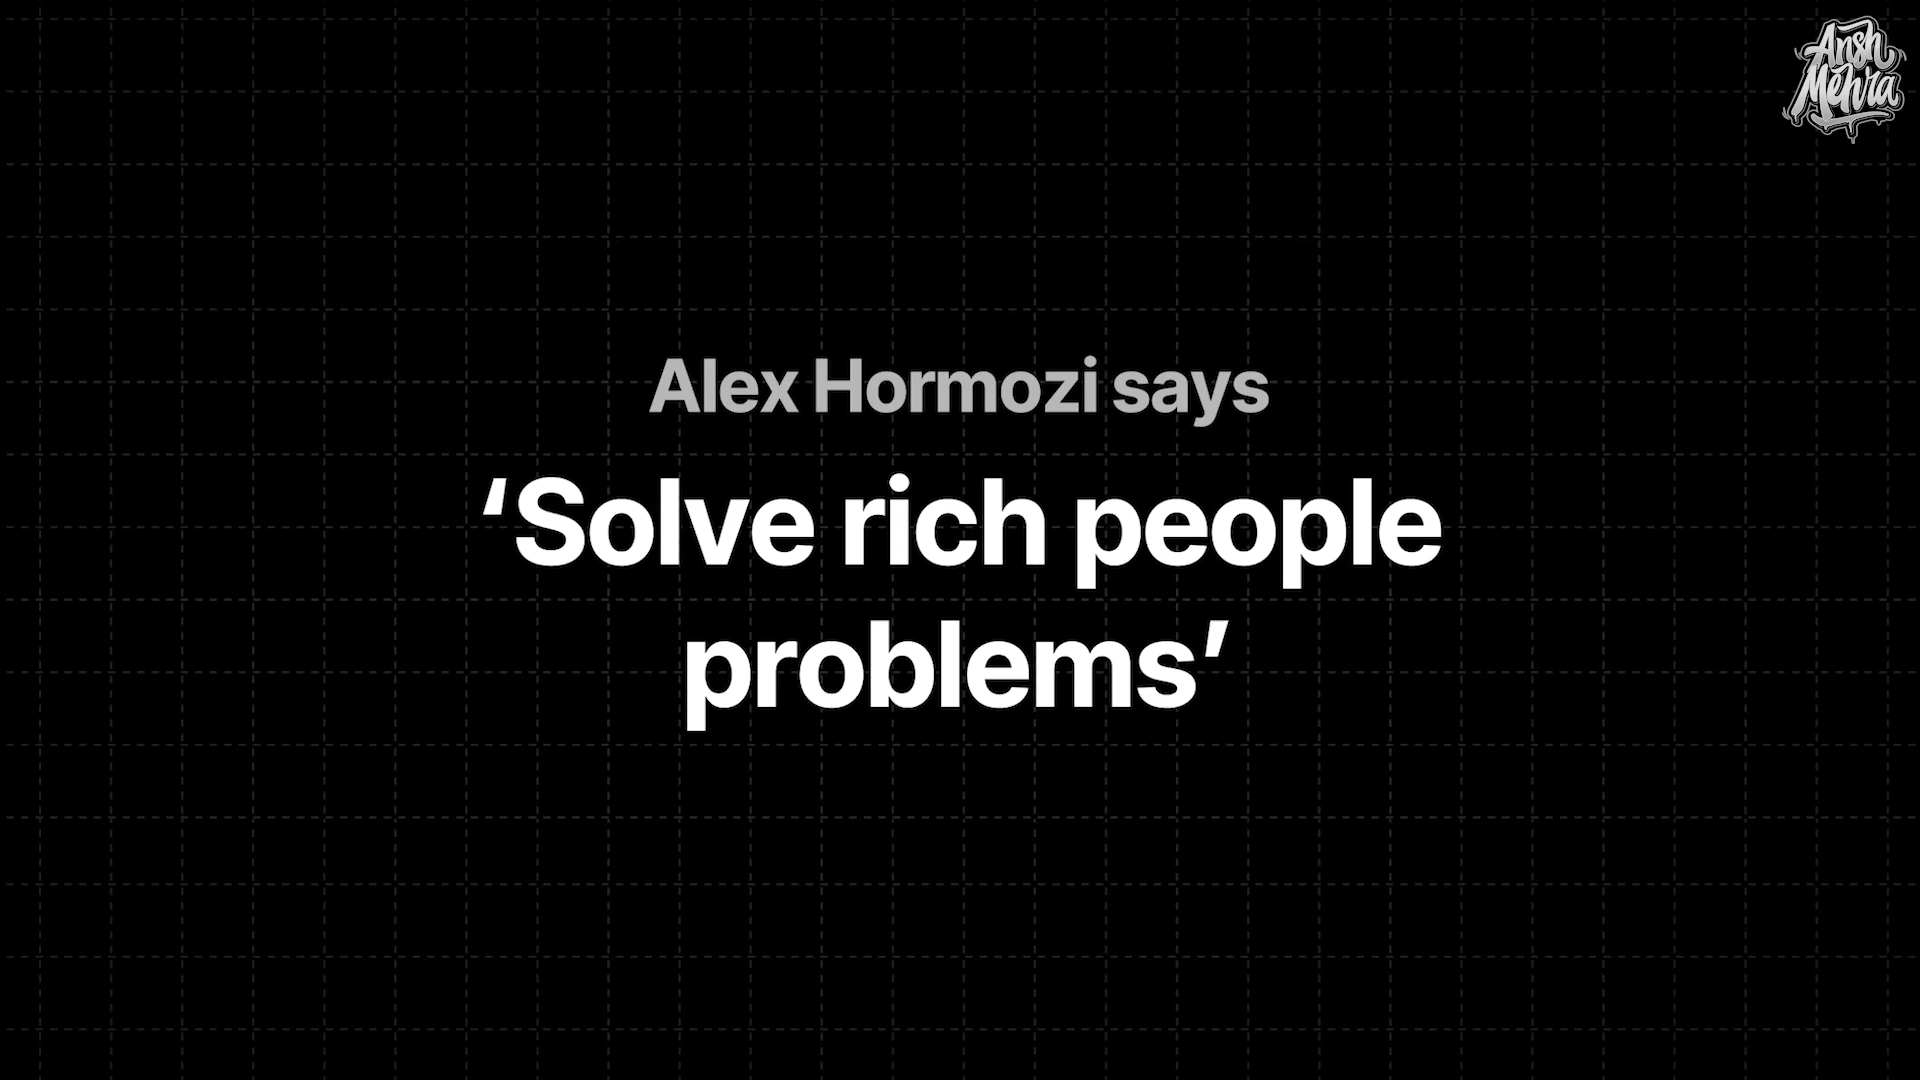 Ansh
Mehra
Alex Hormozi says
‘Solve rich people
problems’